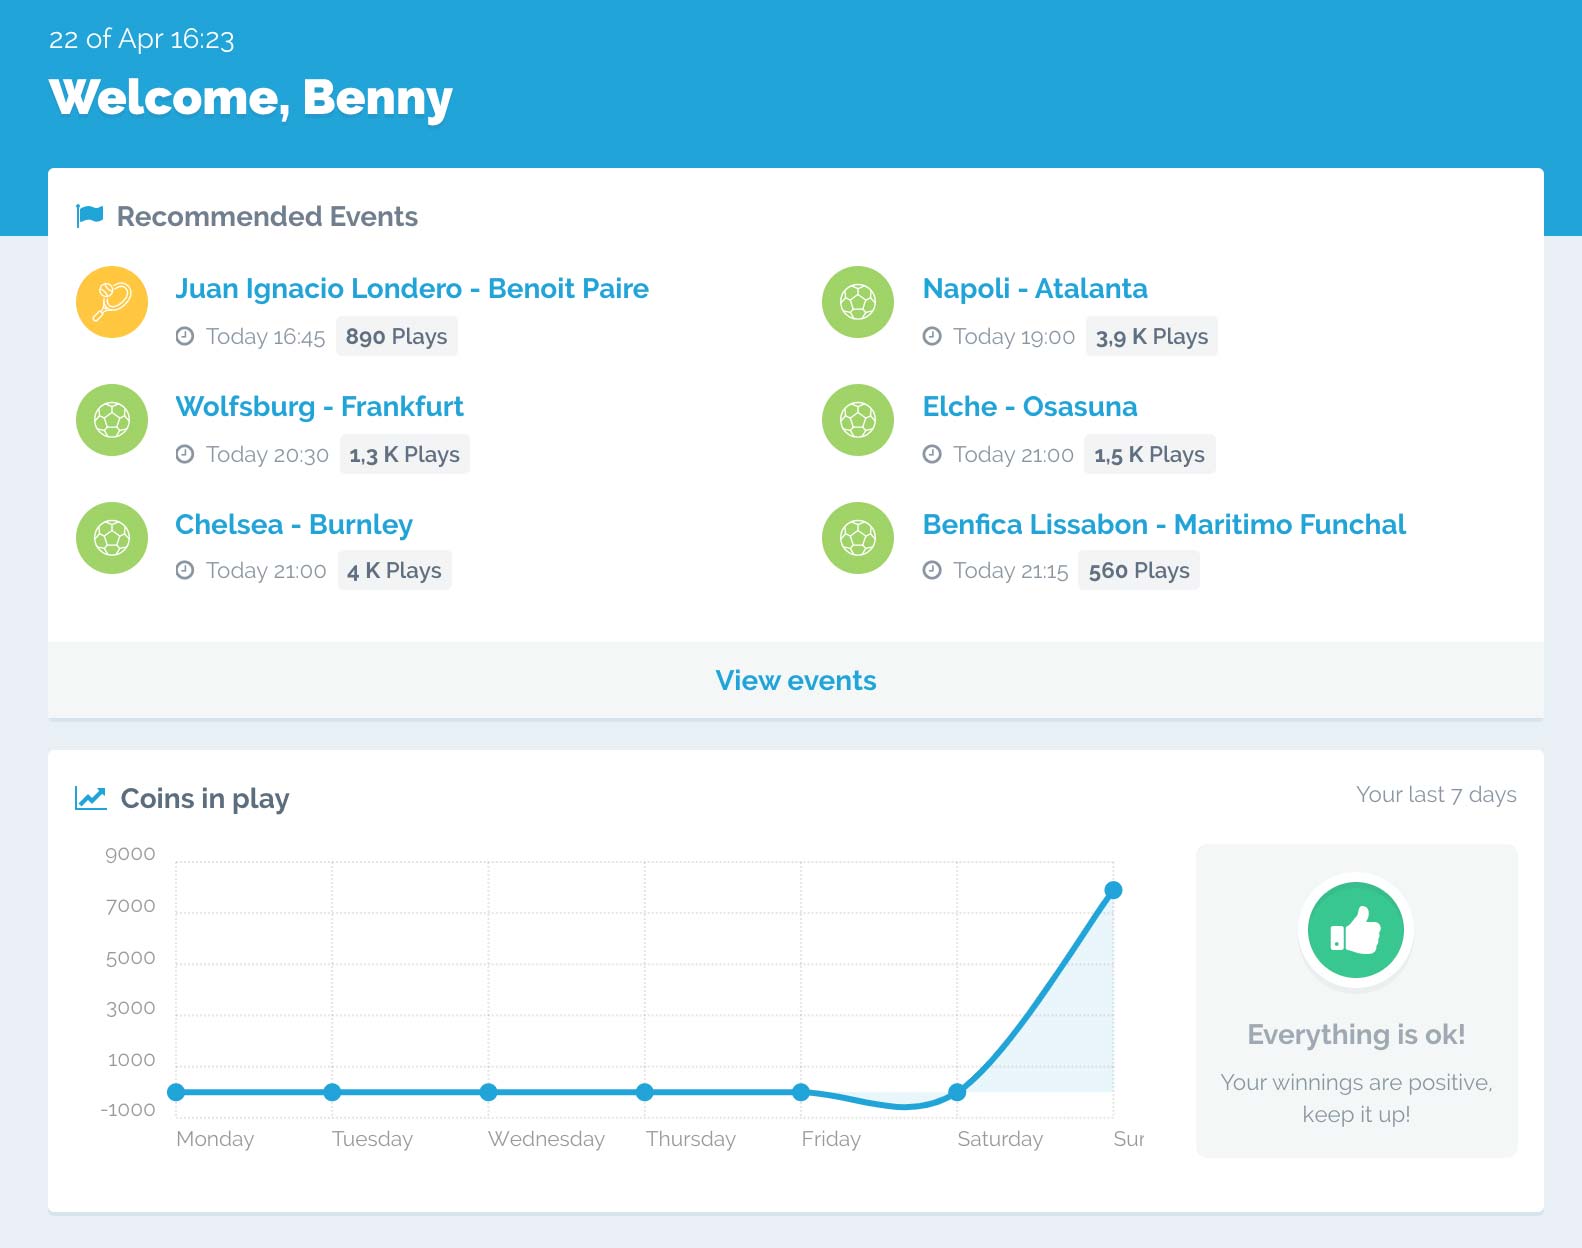 22 of Apr 16:23
Welcome, Benny
Recommended Events
Juan Ignacio Londero - Benoit Paire
Today 16:45 890 Plays
Napoli - Atalanta
Today 19:00 3,9 K Plays
Wolfsburg - Frankfurt
Today 20:30 1,3 K Plays
Elche - Osasuna
Today 21:00 1,5 K Plays
Chelsea - Burnley
Today 21:00 4 K Plays
Benfica Lissabon - Maritimo Funchal
Today 21:15 560 Plays
View events
Coins in play
Your last 7 days
9000
7000
5000
3000
1000
-1000
Monday Tuesday Wednesday Thursday Friday Saturday Sur
Everything is ok!
Your winnings are positive,
keep it up!